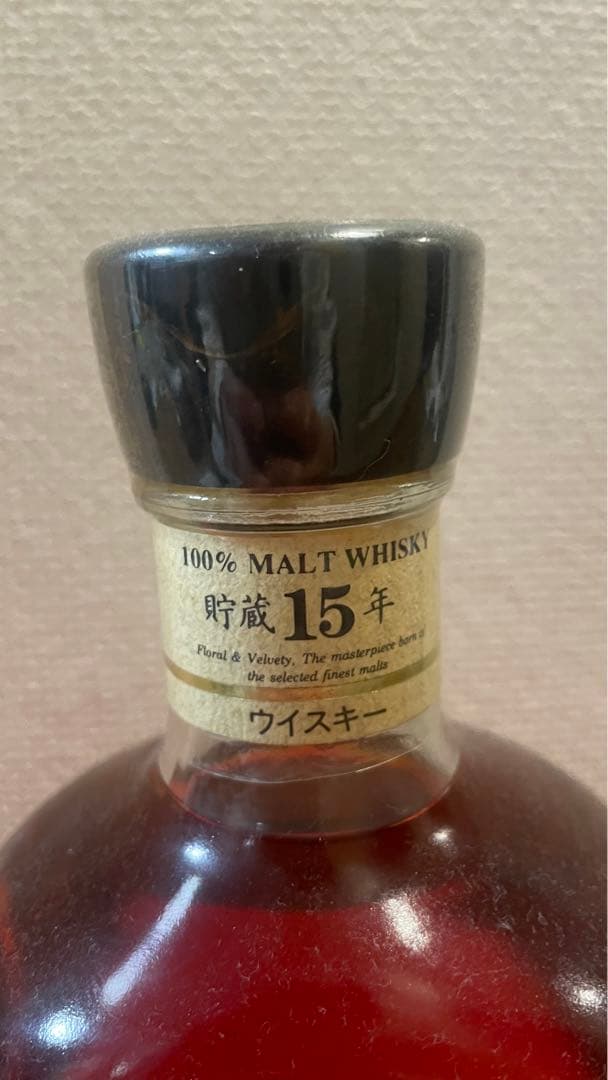 100% MALT WHISKY
貯蔵15年
Floral & Velvety, The masterpiece born of
the selected finest malts
ウイスキー